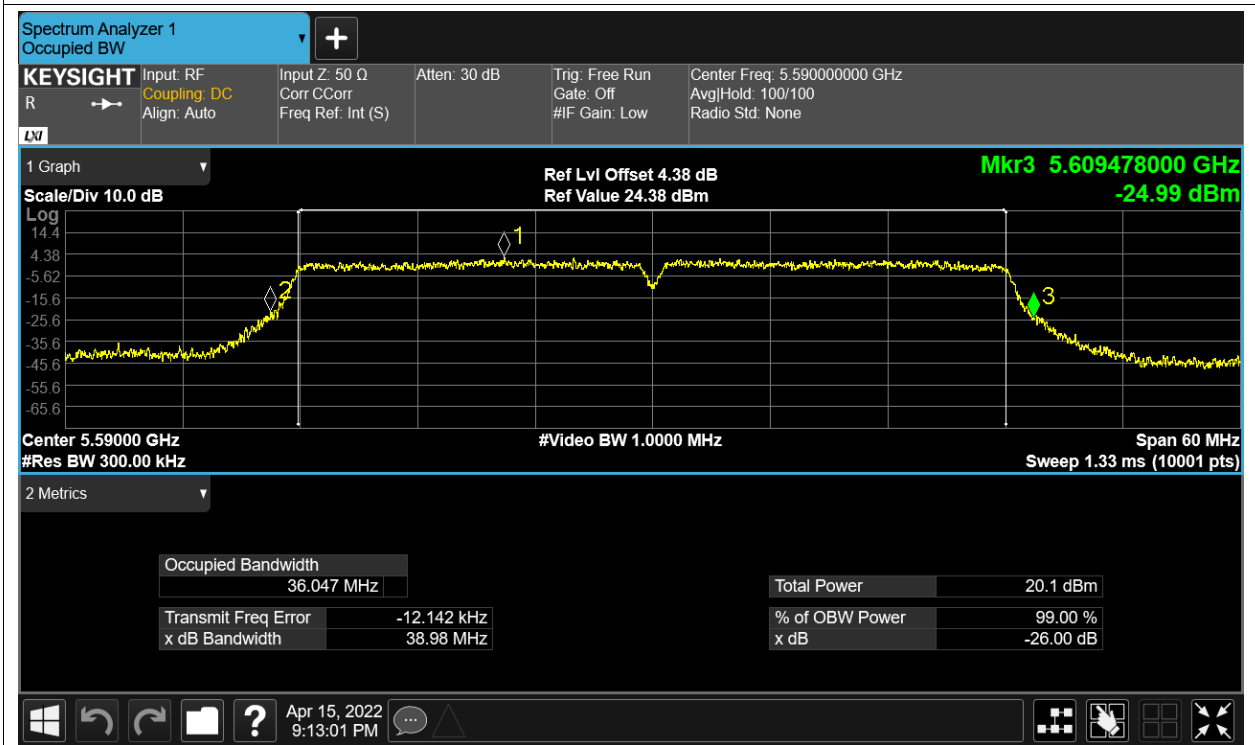 Spectrum Analyzer 1
Occupied BW
▼
+
KEYSIGHT
R
LXI
Input: RF
Coupling: DC
Align: Auto
Input Z: 50 Ω
Corr CCorr
Freq Ref: Int (S)
Atten: 30 dB
Trig: Free Run
Gate: Off
#IF Gain: Low
Center Freq: 5.590000000 GHz
Avg|Hold: 100/100
Radio Std: None
1 Graph
Scale/Div 10.0 dB
Ref Lvl Offset 4.38 dB
Ref Value 24.38 dBm
Mkr3 5.609478000 GHz
-24.99 dBm
Log
14.4
4.38
-5.62
-15.6
-25.6
-35.6
-45.6
-55.6
-65.6
1
2
3
Center 5.59000 GHz
#Res BW 300.00 kHz
#Video BW 1.0000 MHz
Span 60 MHz
Sweep 1.33 ms (10001 pts)
2 Metrics
Occupied Bandwidth
36.047 MHz
Transmit Freq Error -12.142 kHz
x dB Bandwidth 38.98 MHz
Total Power 20.1 dBm
% of OBW Power 99.00 %
x dB -26.00 dB
?
Apr 15, 2022
9:13:01 PM